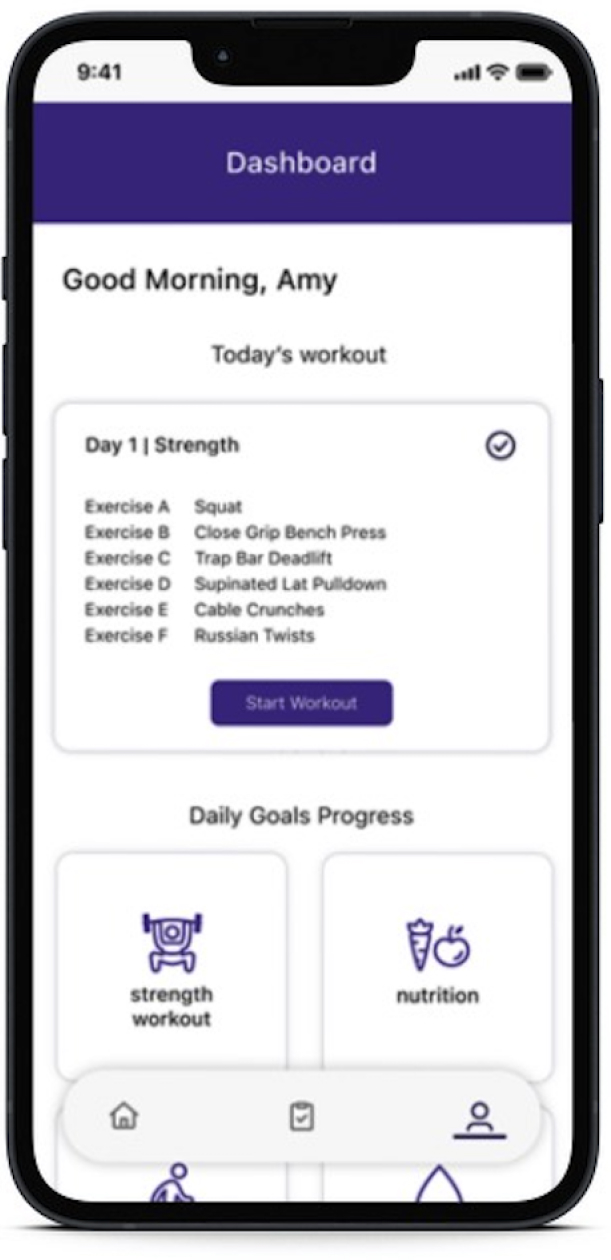 9:41
Dashboard
Good Morning, Amy
Today's workout
Day 1 | Strength
Exercise A Squat
Exercise B Close Grip Bench Press
Exercise C Trap Bar Deadlift
Exercise D Supinated Lat Pulldown
Exercise E Cable Crunches
Exercise F Russian Twists
Start Workout
Daily Goals Progress
strength
workout
nutrition